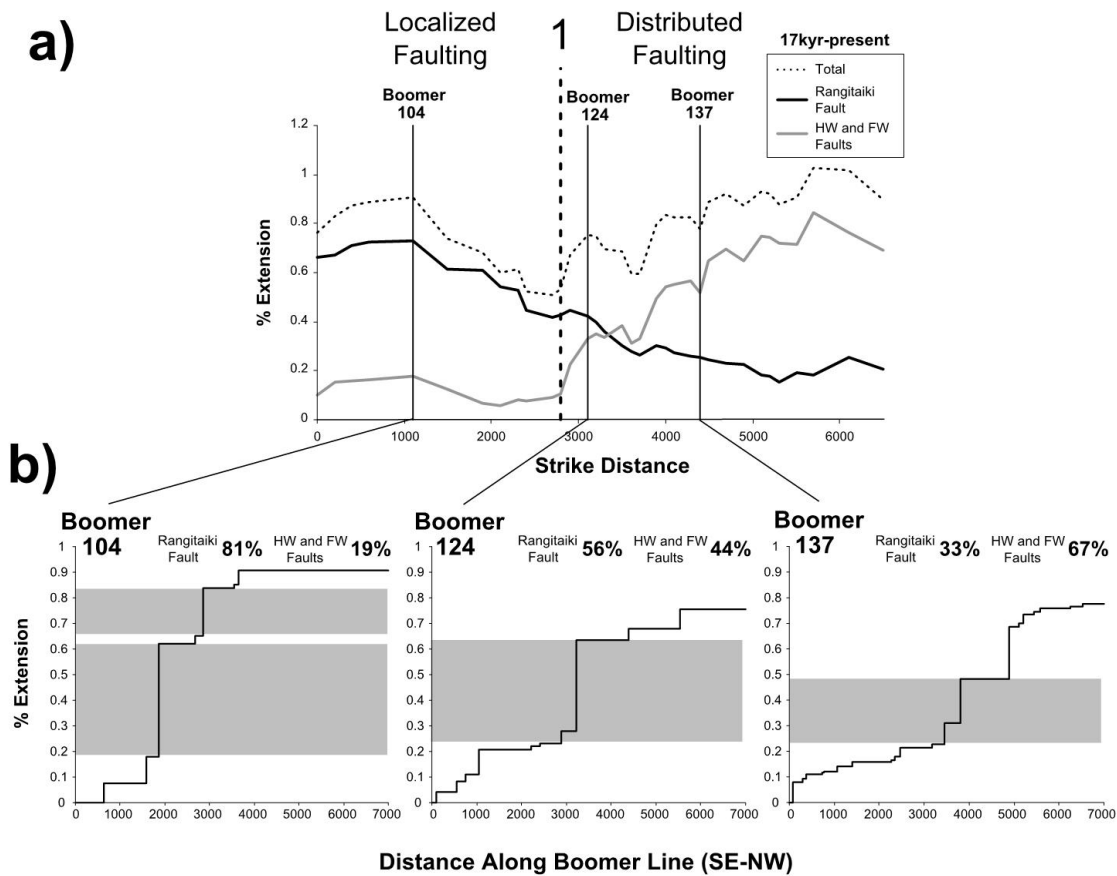 a)
Localized
Faulting
1
Distributed
Faulting
17kyr-present
Total
Rangitaiki
Fault
HW and FW
Faults
Boomer
104
Boomer
124
Boomer
137
% Extension
1.2
1
0.8
0.6
0.4
0.2
0
0 1000 2000 3000 4000 5000 6000
Strike Distance
b)
Boomer
104
Rangitaiki
Fault
81%
HW and FW
Faults
19%
% Extension
1
0.9
0.8
0.7
0.6
0.5
0.4
0.3
0.2
0.1
0
0 1000 2000 3000 4000 5000 6000 7000
Boomer
124
Rangitaiki
Fault
56%
HW and FW
Faults
44%
1
0.9
0.8
0.7
0.6
0.5
0.4
0.3
0.2
0.1
0
0 1000 2000 3000 4000 5000 6000 7000
Boomer
137
Rangitaiki
Fault
33%
HW and FW
Faults
67%
1
0.9
0.8
0.7
0.6
0.5
0.4
0.3
0.2
0.1
0
0 1000 2000 3000 4000 5000 6000 7000
Distance Along Boomer Line (SE-NW)